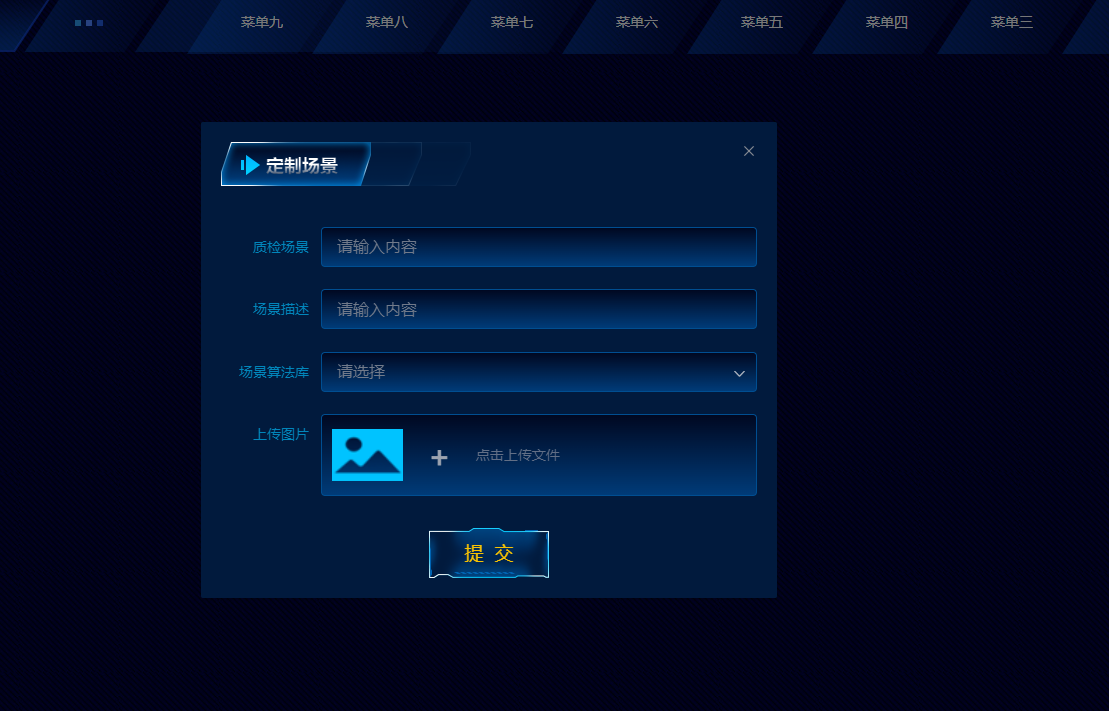 菜单九 菜单八 菜单七 菜单六 菜单五 菜单四 菜单三
定制场景
质检场景 请输入内容
场景描述 请输入内容
场景算法库 请选择
上传图片 点击上传文件
提 交